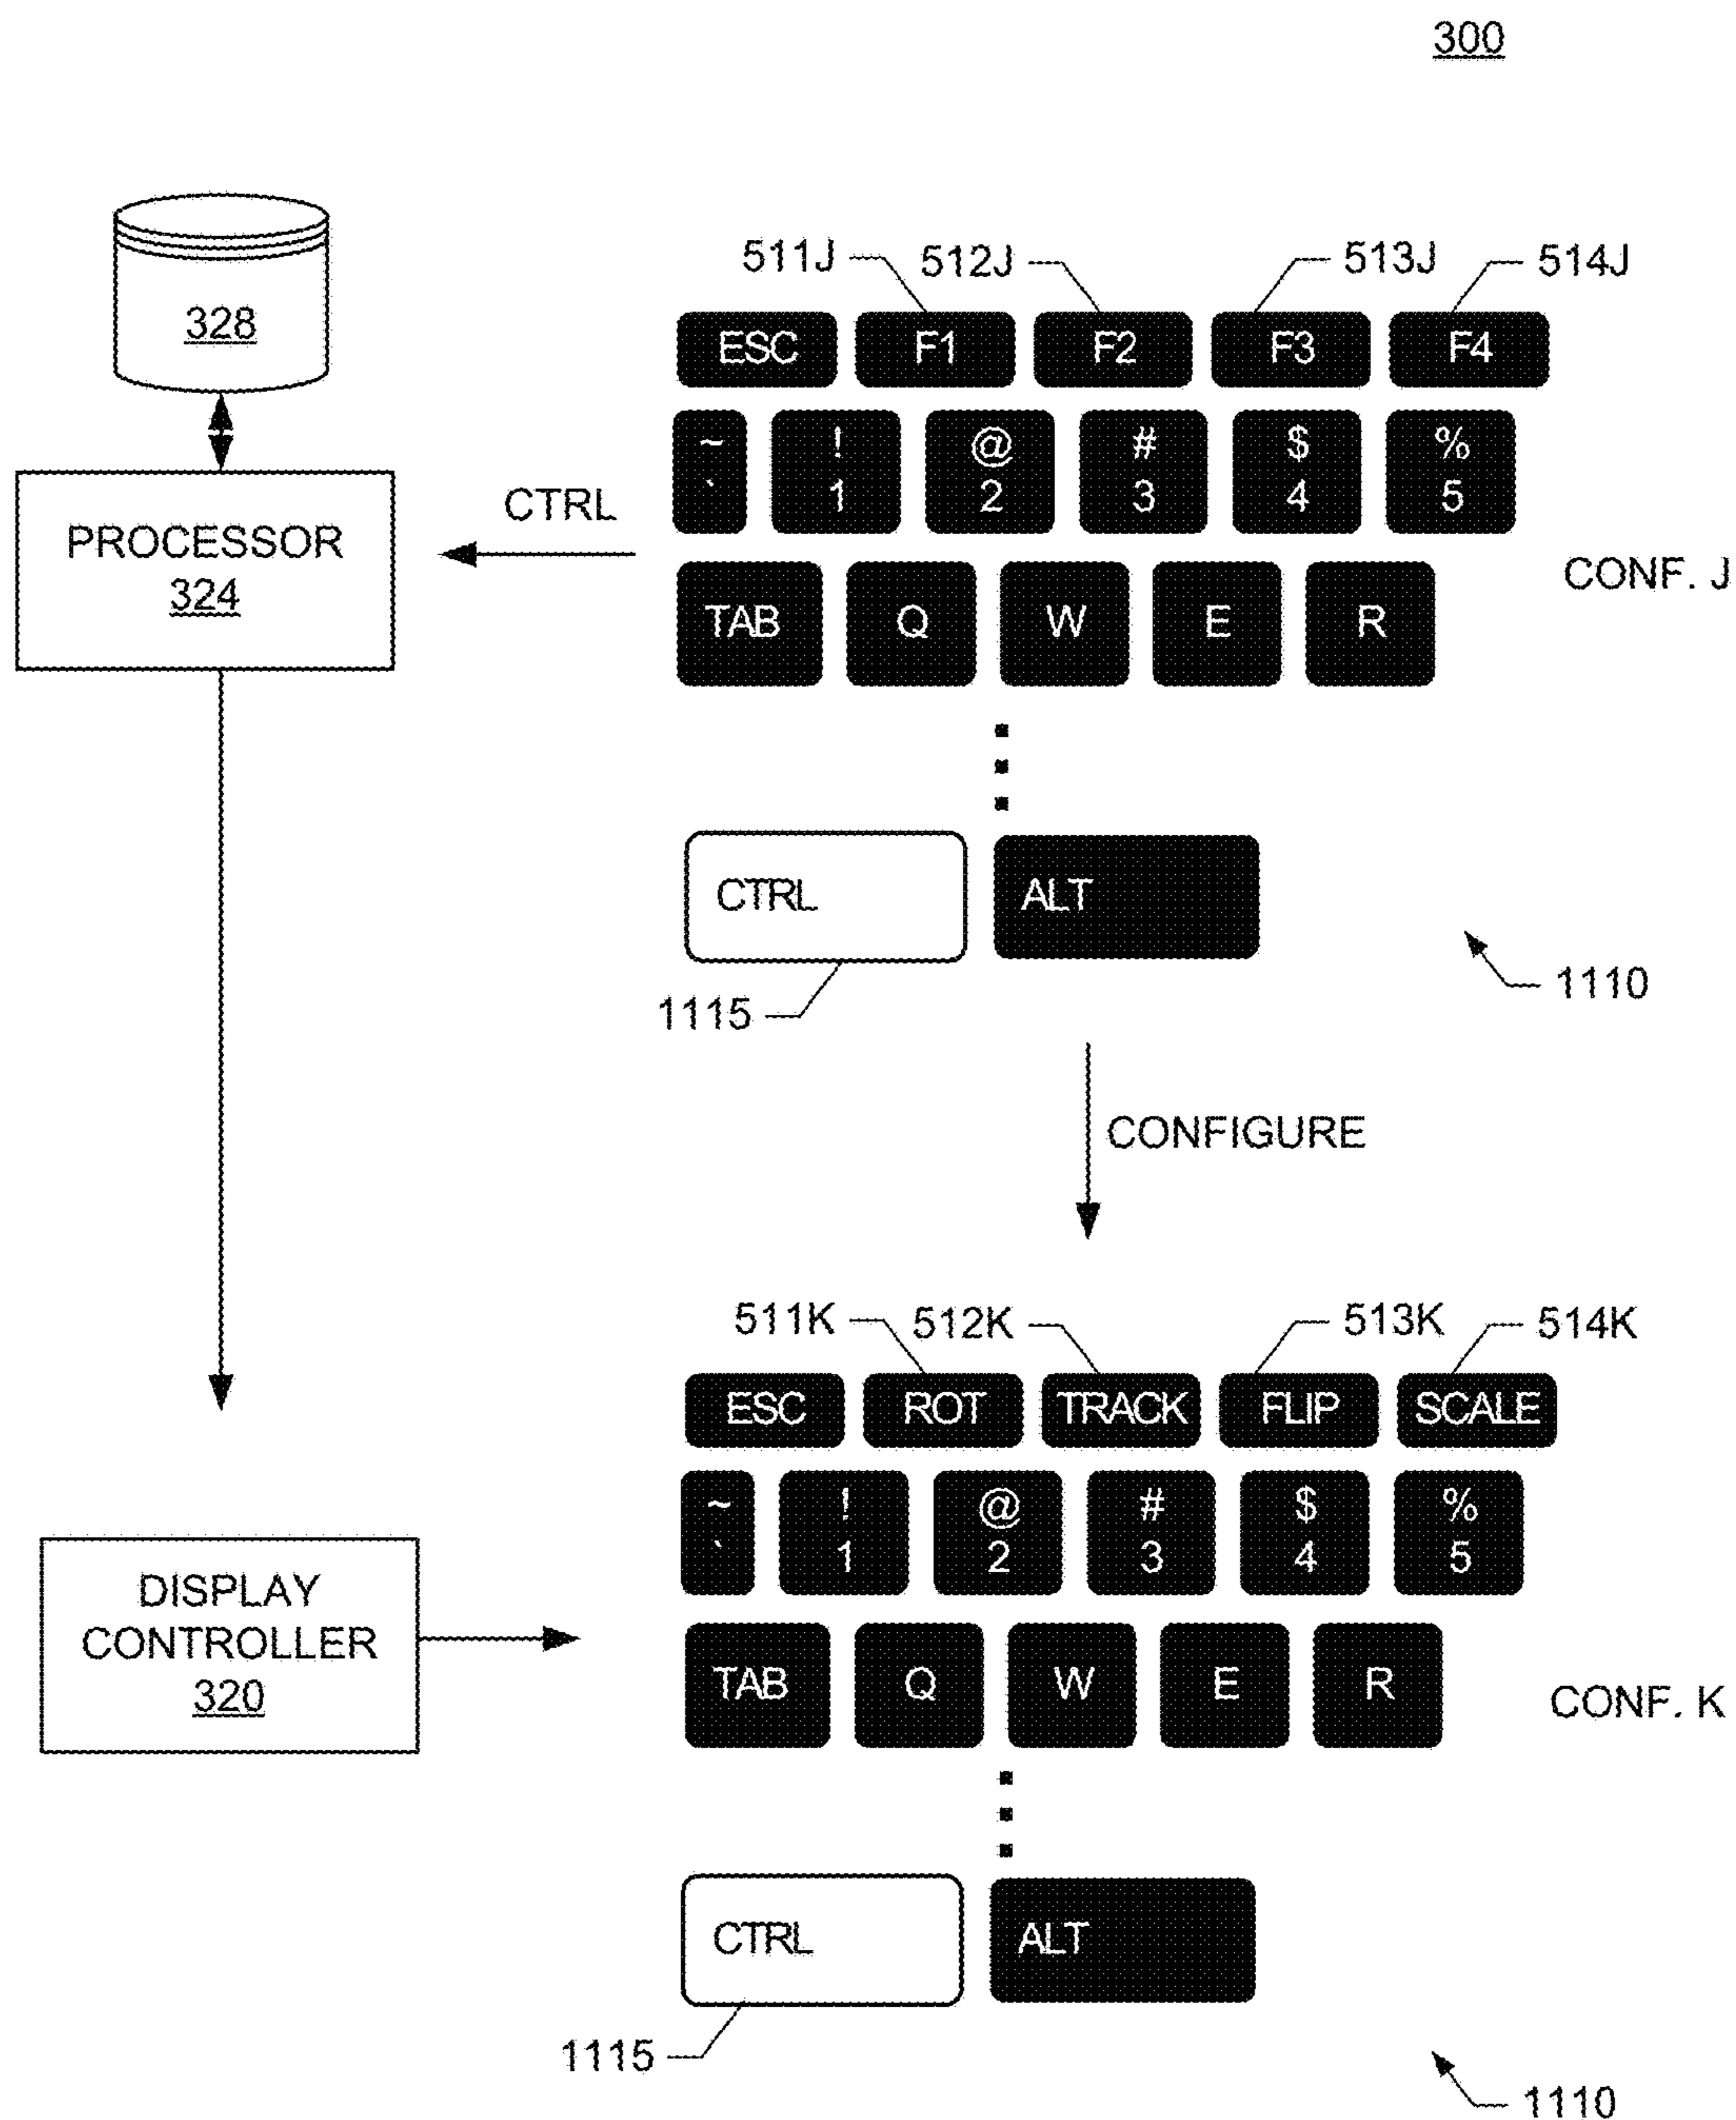 300
328
PROCESSOR
324
CTRL
511J 512J 513J 514J
ESC F1 F2 F3 F4
~ ! @ # $ %
` 1 2 3 4 5
TAB Q W E R
CONF. J
CTRL ALT
1115
1110
CONFIGURE
511K 512K 513K 514K
ESC ROT TRACK FLIP SCALE
~ ! @ # $ %
` 1 2 3 4 5
TAB Q W E R
CONF. K
DISPLAY
CONTROLLER
320
CTRL ALT
1115
1110